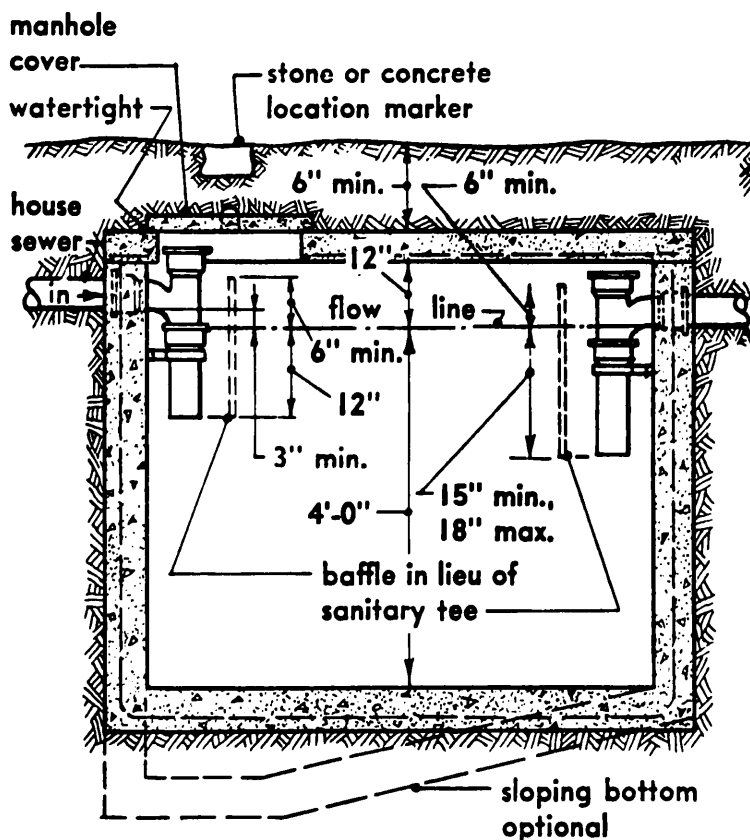 manhole
cover
watertight
stone or concrete
location marker
6" min.
6" min.
house
sewer
12"
in
flow
line
6" min.
12"
3" min.
4'-0"
15" min.,
18" max.
baffle in lieu of
sanitary tee
sloping bottom
optional